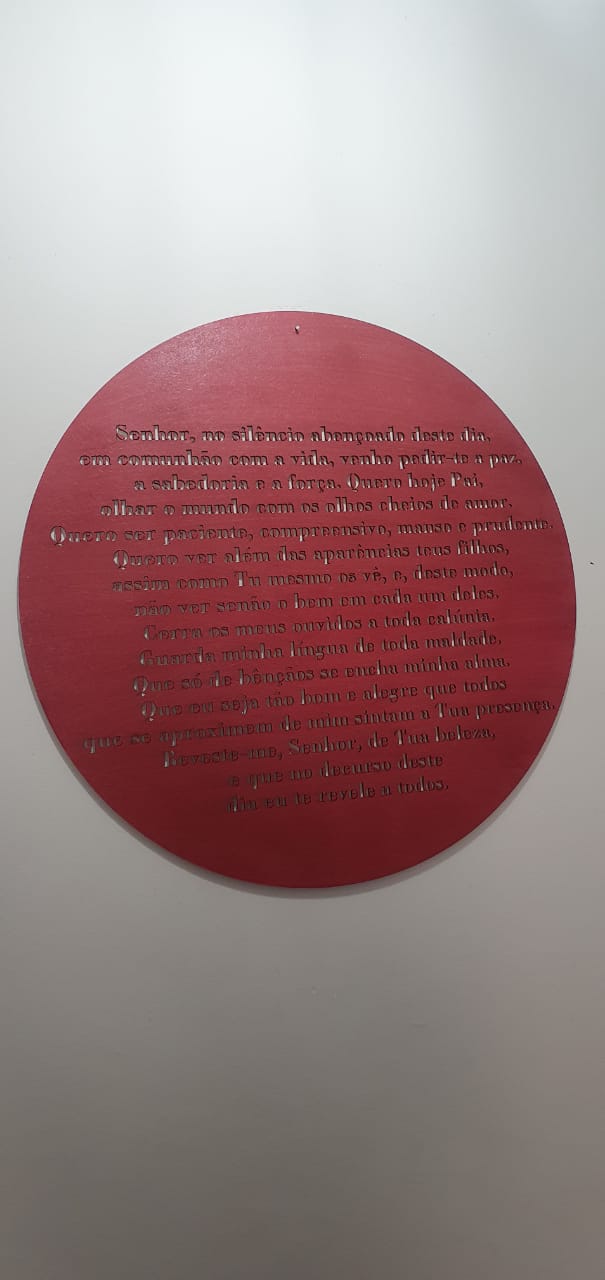 Senhor, no silêncio abençoado deste dia,
em comunhão com a vida, venho pedir-te a paz,
a sabedoria e a força. Quero hoje Pai,
olhar o mundo com os olhos cheios de amor.
Quero ser paciente, compreensivo, manso e prudente.
Quero ver além das aparências teus filhos,
assim como Tu mesmo os vê, e, deste modo,
não ver senão o bem em cada um deles.
Cerra os meus ouvidos a toda calúnia.
Guarda minha língua de toda maldade.
Que só de bênçãos se encha minha alma.
Que eu seja tão bom e alegre que todos
que se aproximem de mim sintam a Tua presença.
Reveste-me, Senhor, de Tua beleza,
e que no decurso deste
dia eu te revele a todos.